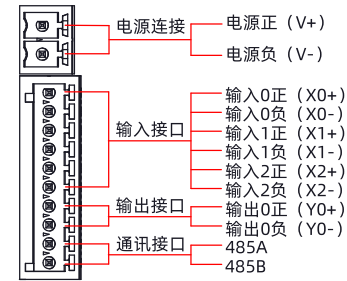 电源连接
电源正（V+）
电源负（V-）
输入接口
输入0正（X0+）
输入0负（X0-）
输入1正（X1+）
输入1负（X1-）
输入2正（X2+）
输入2负（X2-）
输出接口
输出0正（Y0+）
输出0负（Y0-）
通讯接口
485A
485B